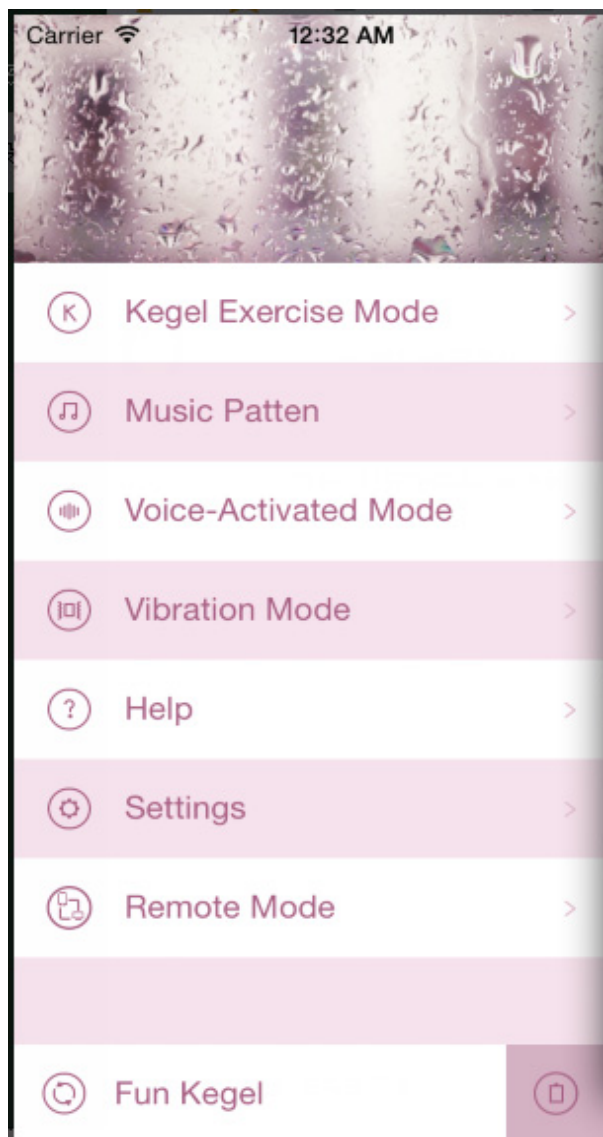 Carrier 12:32 AM
Kegel Exercise Mode
Music Patten
Voice-Activated Mode
Vibration Mode
Help
Settings
Remote Mode
Fun Kegel